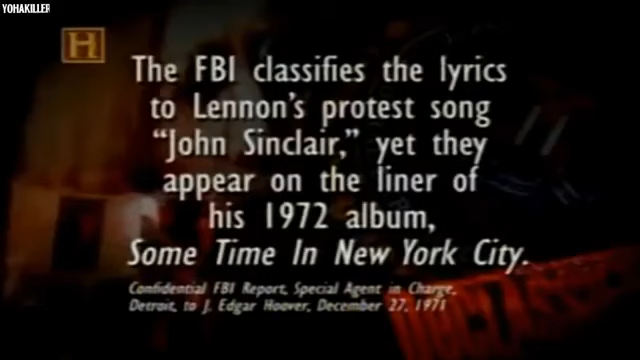 YOHAKILLER
H
The FBI classifies the lyrics
to Lennon's protest song
“John Sinclair,” yet they
appear on the liner of
his 1972 album,
Some Time In New York City.
Confidential FBI Report, Special Agent in Charge,
Detroit, to J. Edgar Hoover, December 27, 1971